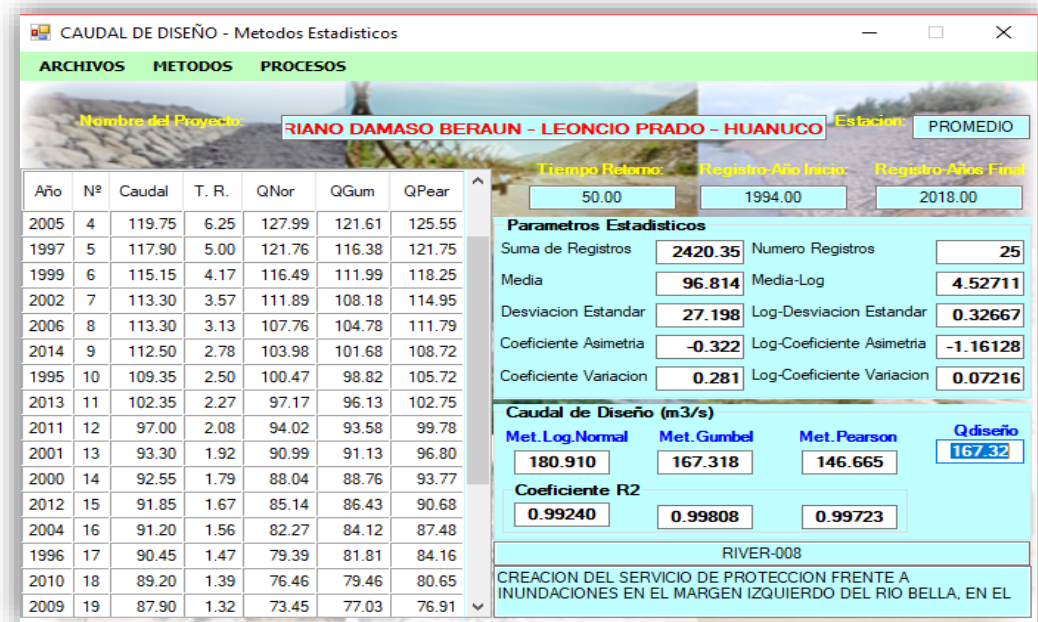 CAUDAL DE DISEÑO - Metodos Estadisticos
ARCHIVOS METODOS PROCESOS
Nombre del Proyecto: RIANO DAMASO BERAUN - LEONCIO PRADO - HUANUCO Estacion: PROMEDIO
Tiempo Retorno: Registro-Año Inicio: Registro-Años Final
50.00 1994.00 2018.00
Año Nº Caudal T. R. QNor QGum QPear
2005 4 119.75 6.25 127.99 121.61 125.55
1997 5 117.90 5.00 121.76 116.38 121.75
1999 6 115.15 4.17 116.49 111.99 118.25
2002 7 113.30 3.57 111.89 108.18 114.95
2006 8 113.30 3.13 107.76 104.78 111.79
2014 9 112.50 2.78 103.98 101.68 108.72
1995 10 109.35 2.50 100.47 98.82 105.72
2013 11 102.35 2.27 97.17 96.13 102.75
2011 12 97.00 2.08 94.02 93.58 99.78
2001 13 93.30 1.92 90.99 91.13 96.80
2000 14 92.55 1.79 88.04 88.76 93.77
2012 15 91.85 1.67 85.14 86.43 90.68
2004 16 91.20 1.56 82.27 84.12 87.48
1996 17 90.45 1.47 79.39 81.81 84.16
2010 18 89.20 1.39 76.46 79.46 80.65
2009 19 87.90 1.32 73.45 77.03 76.91
Parametros Estadisticos
Suma de Registros 2420.35 Numero Registros 25
Media 96.814 Media-Log 4.52711
Desviacion Estandar 27.198 Log-Desviacion Estandar 0.32667
Coeficiente Asimetria -0.322 Log-Coeficiente Asimetria -1.16128
Coeficiente Variacion 0.281 Log-Coeficiente Variacion 0.07216
Caudal de Diseño (m3/s)
Met.Log.Normal Met.Gumbel Met.Pearson Qdiseño
180.910 167.318 146.665 167.32
Coeficiente R2
0.99240 0.99808 0.99723
RIVER-008
CREACION DEL SERVICIO DE PROTECCION FRENTE A
INUNDACIONES EN EL MARGEN IZQUIERDO DEL RIO BELLA, EN EL